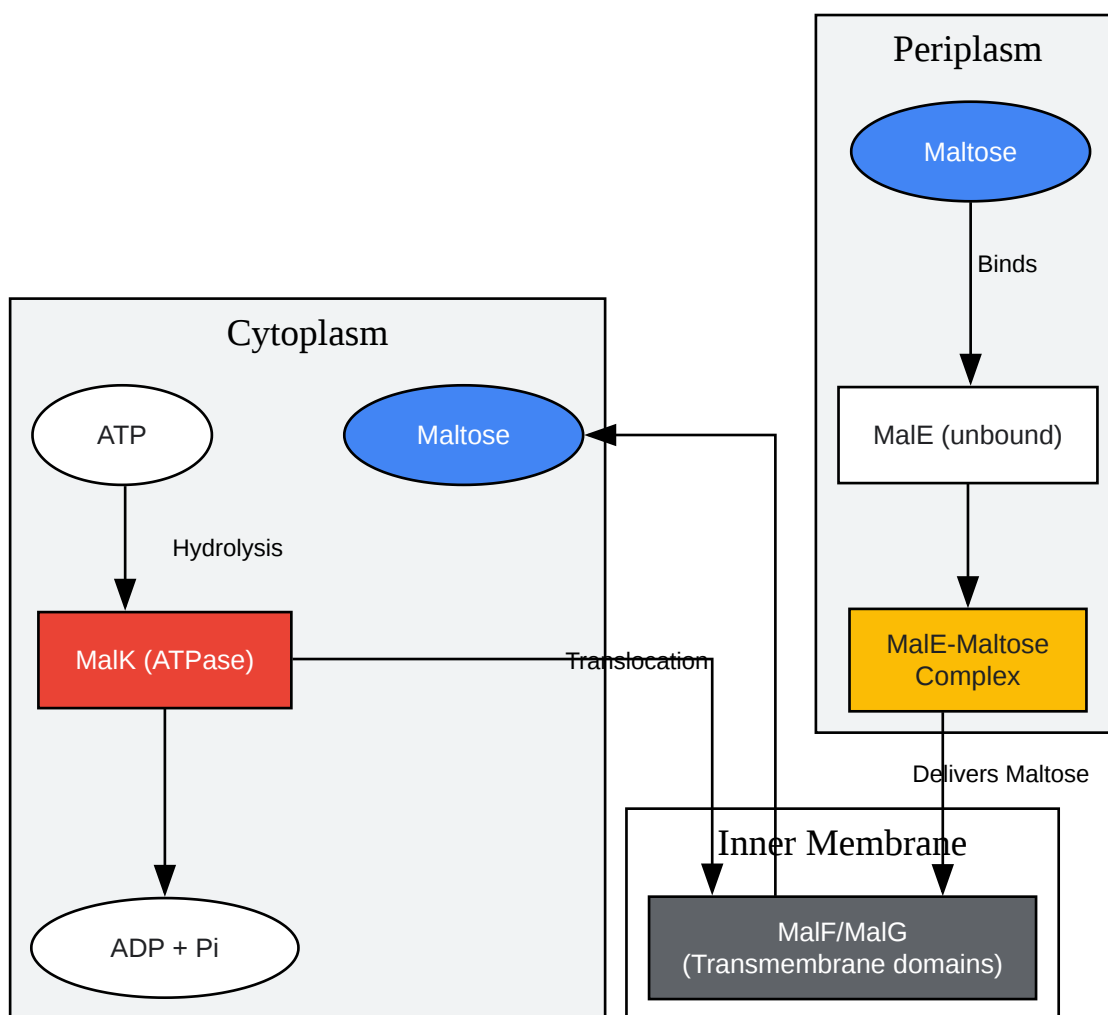 Periplasm
Maltose
Binds
MalE (unbound)
MalE-Maltose
Complex
Delivers Maltose
Cytoplasm
ATP
Maltose
Hydrolysis
MalK (ATPase)
Translocation
ADP + Pi
Inner Membrane
MalF/MalG
(Transmembrane domains)